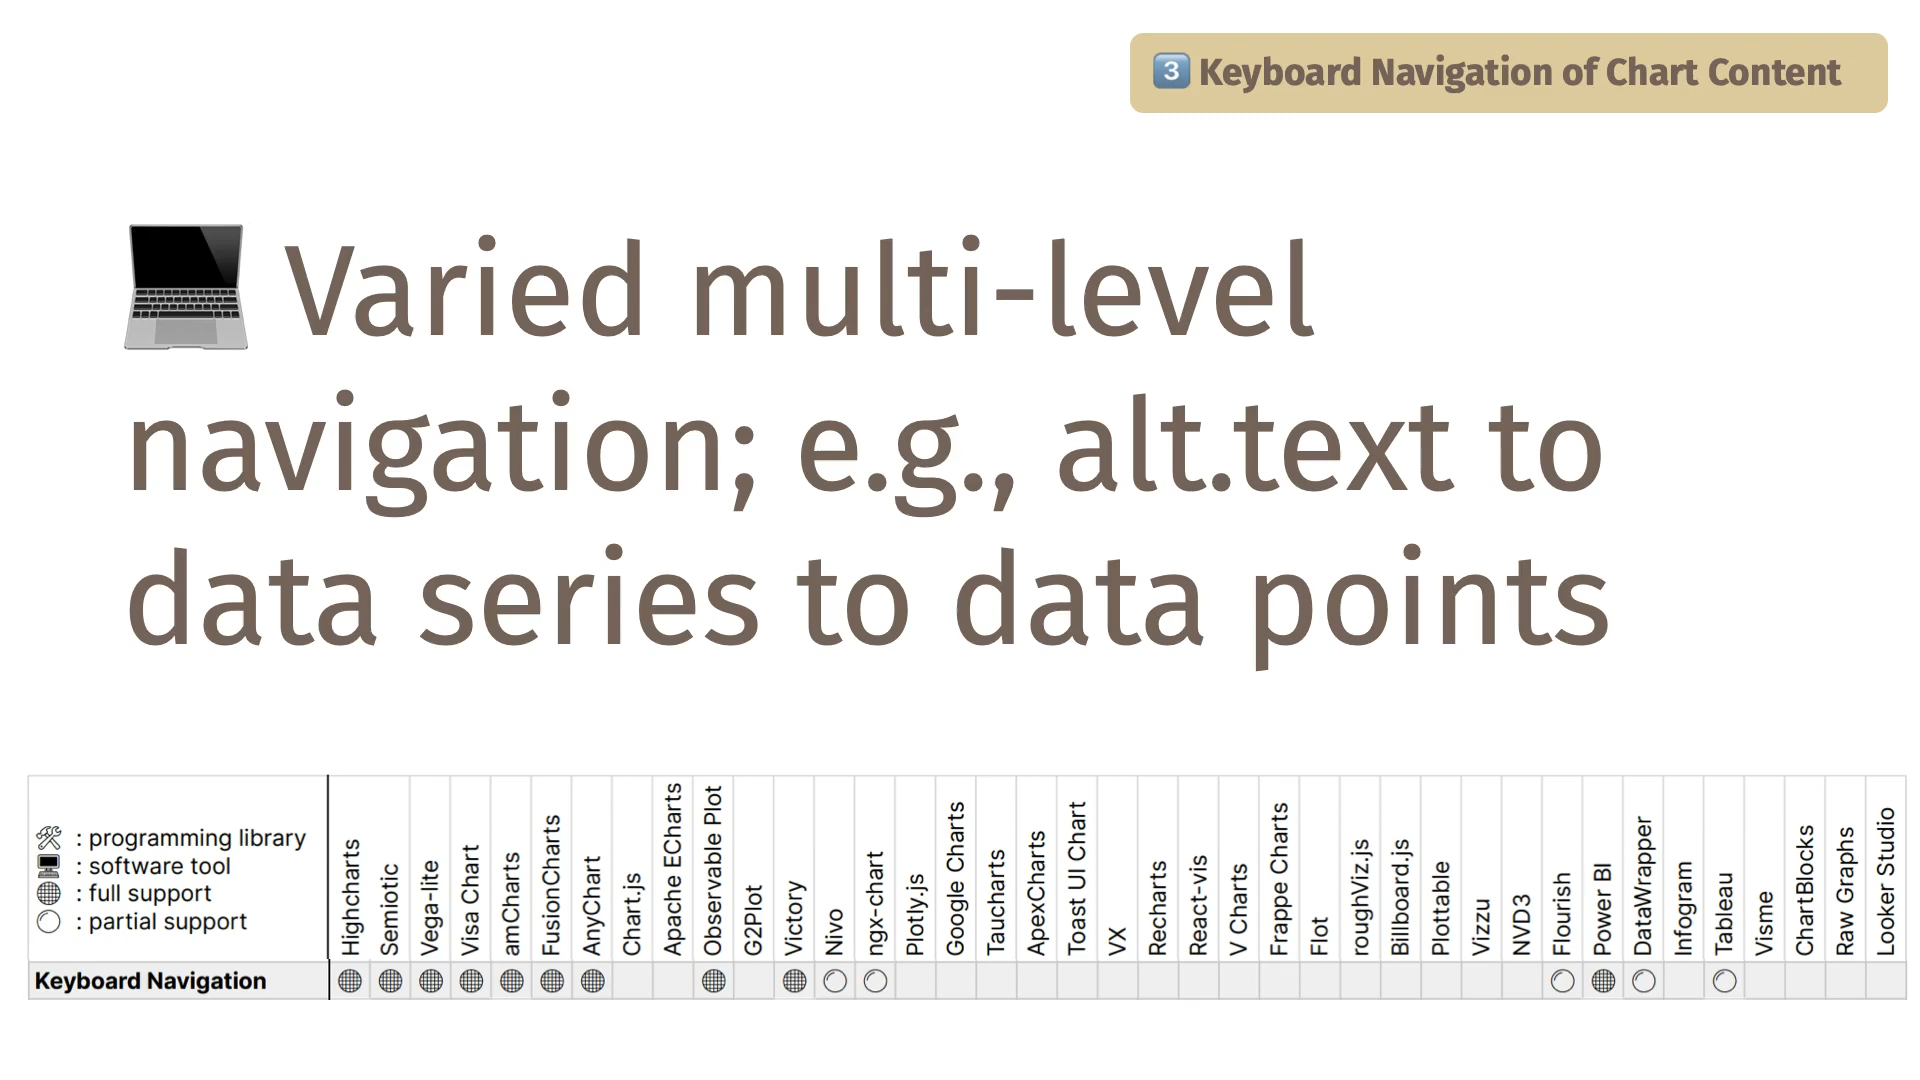 3 Keyboard Navigation of Chart Content
Varied multi-level
navigation; e.g., alt.text to
data series to data points
: programming library
: software tool
: full support
: partial support
Highcharts
Semiotic
Vega-lite
Visa Chart
amCharts
FusionCharts
AnyChart
Chart.js
Apache ECharts
Observable Plot
G2Plot
Victory
Nivo
ngx-chart
Plotly.js
Google Charts
Taucharts
ApexCharts
Toast UI Chart
VX
Recharts
React-vis
V Charts
Frappe Charts
Flot
roughViz.js
Billboard.js
Plottable
Vizzu
NVD3
Flourish
Power BI
DataWrapper
Infogram
Tableau
Visme
ChartBlocks
Raw Graphs
Looker Studio
Keyboard Navigation